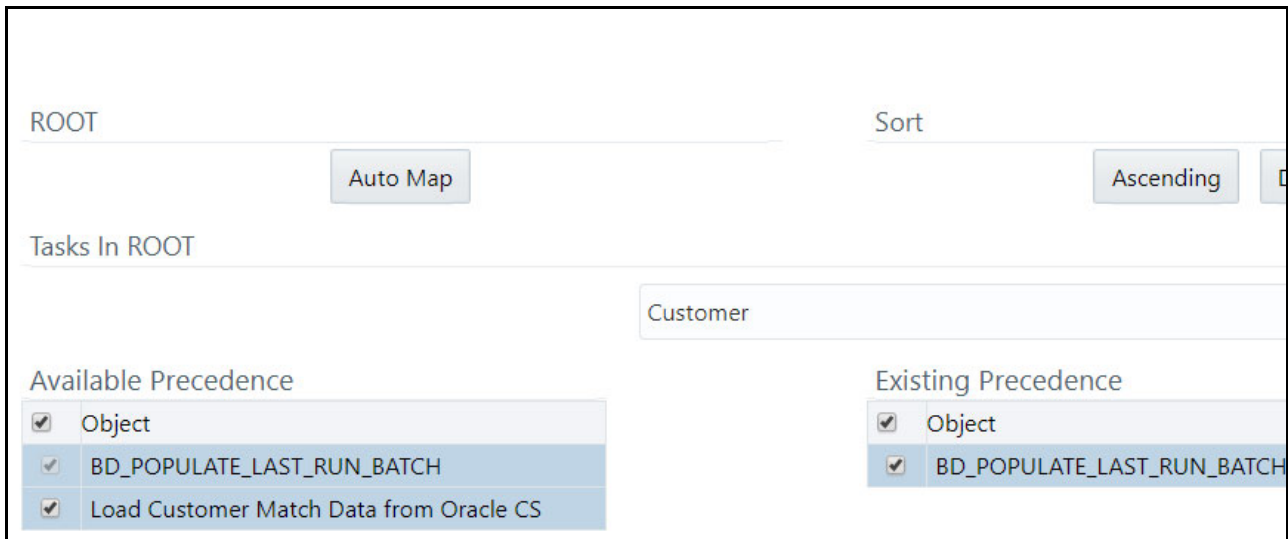 ROOT
Sort
Auto Map
Ascending
Tasks In ROOT
Customer
Available Precedence
Existing Precedence
Object
Object
BD_POPULATE_LAST_RUN_BATCH
BD_POPULATE_LAST_RUN_BATCH
Load Customer Match Data from Oracle CS